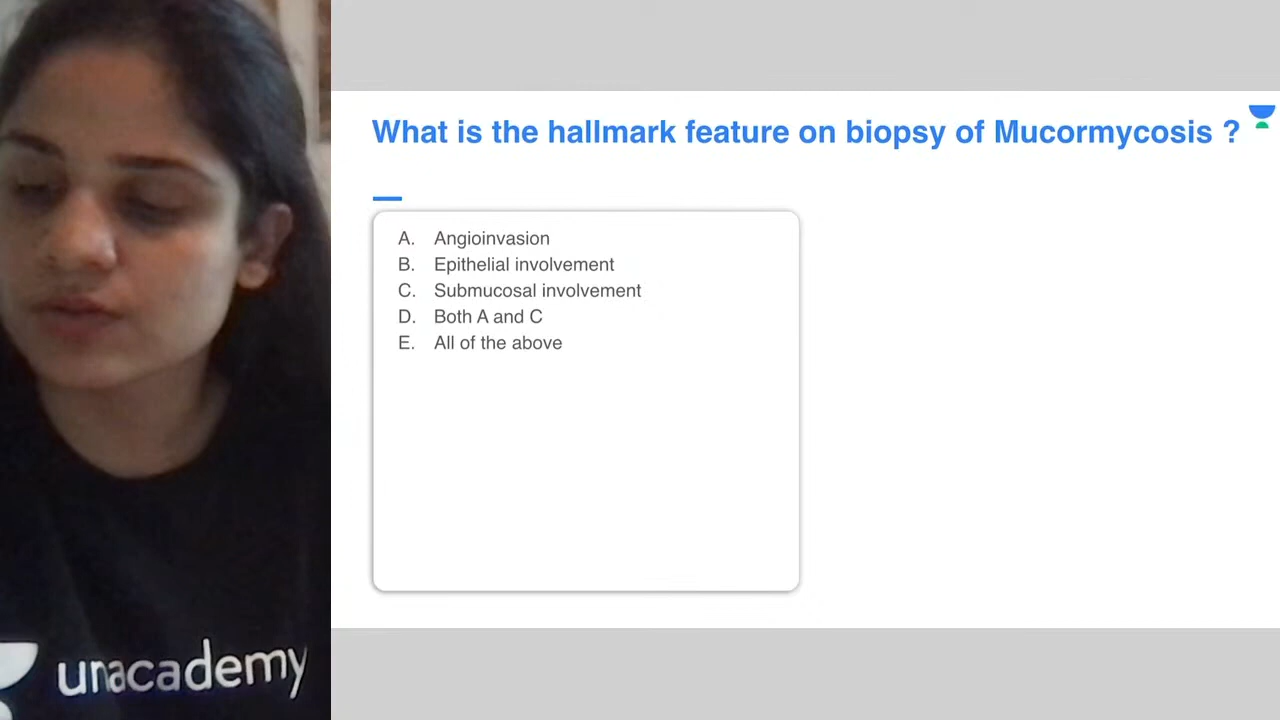 What is the hallmark feature on biopsy of Mucormycosis ?
A. Angioinvasion
B. Epithelial involvement
C. Submucosal involvement
D. Both A and C
E. All of the above
unacademy